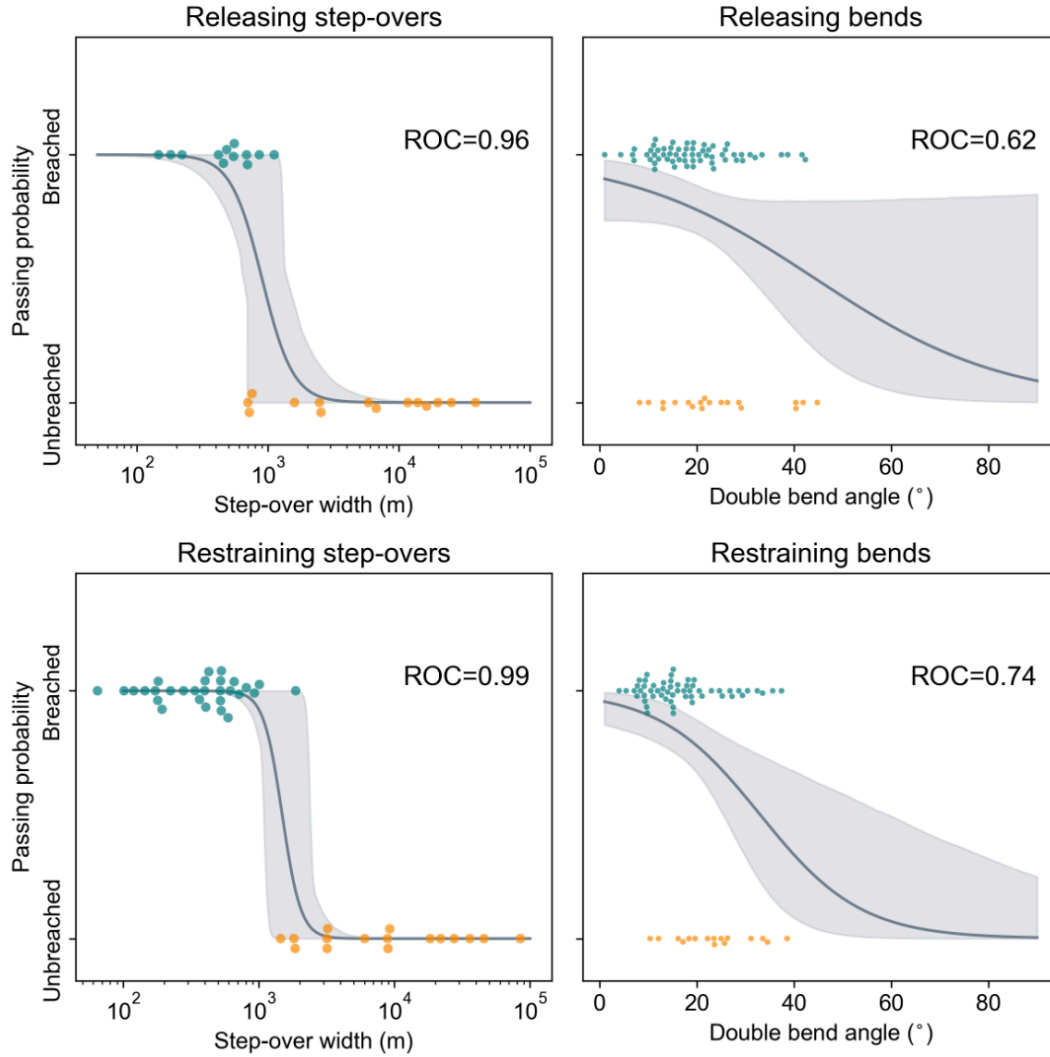 Releasing step-overs
Releasing bends
Passing probability
Breached
Unbreached
ROC=0.96
ROC=0.62
10^2
10^3
10^4
10^5
Step-over width (m)
0
20
40
60
80
Double bend angle (°)
Restraining step-overs
Restraining bends
Passing probability
Breached
Unbreached
ROC=0.99
ROC=0.74
10^2
10^3
10^4
10^5
Step-over width (m)
0
20
40
60
80
Double bend angle (°)